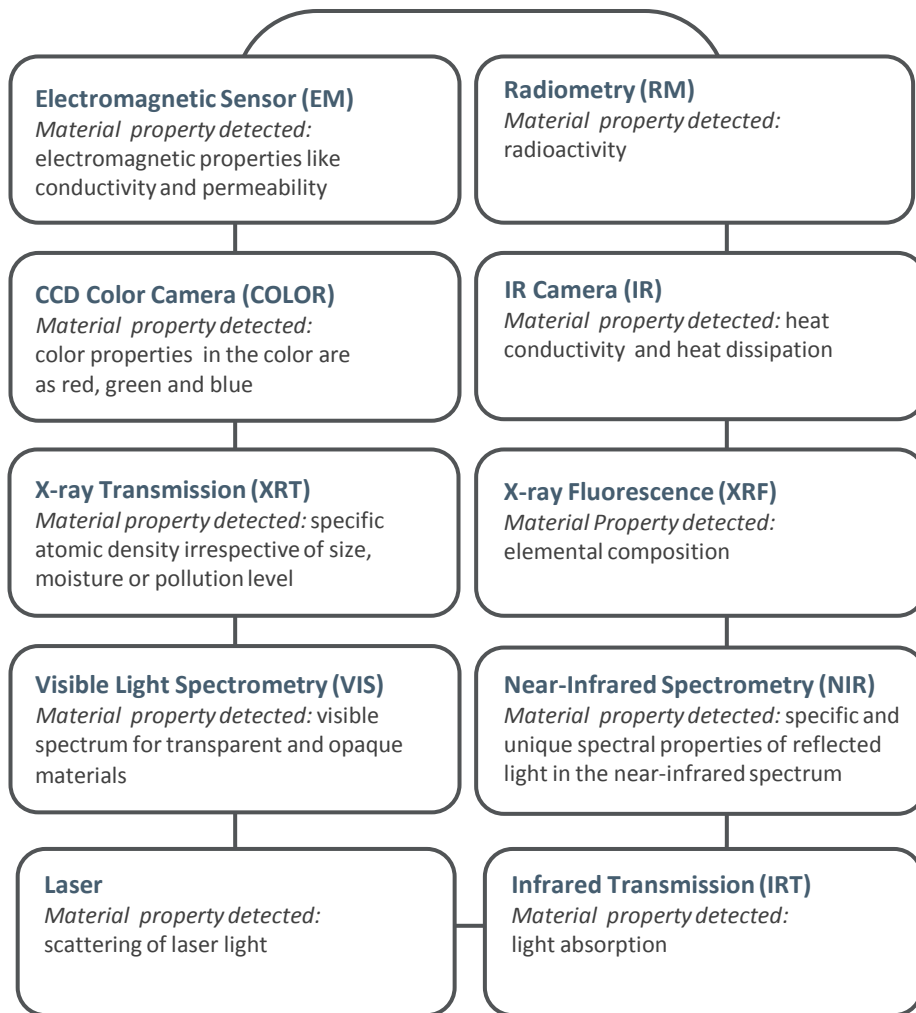 Electromagnetic Sensor (EM)
Material property detected:
electromagnetic properties like
conductivity and permeability
Radiometry (RM)
Material property detected:
radioactivity
CCD Color Camera (COLOR)
Material property detected:
color properties in the color are
as red, green and blue
IR Camera (IR)
Material property detected: heat
conductivity and heat dissipation
X-ray Transmission (XRT)
Material property detected: specific
atomic density irrespective of size,
moisture or pollution level
X-ray Fluorescence (XRF)
Material Property detected:
elemental composition
Visible Light Spectrometry (VIS)
Material property detected: visible
spectrum for transparent and opaque
materials
Near-Infrared Spectrometry (NIR)
Material property detected: specific and
unique spectral properties of reflected
light in the near-infrared spectrum
Laser
Material property detected:
scattering of laser light
Infrared Transmission (IRT)
Material property detected:
light absorption